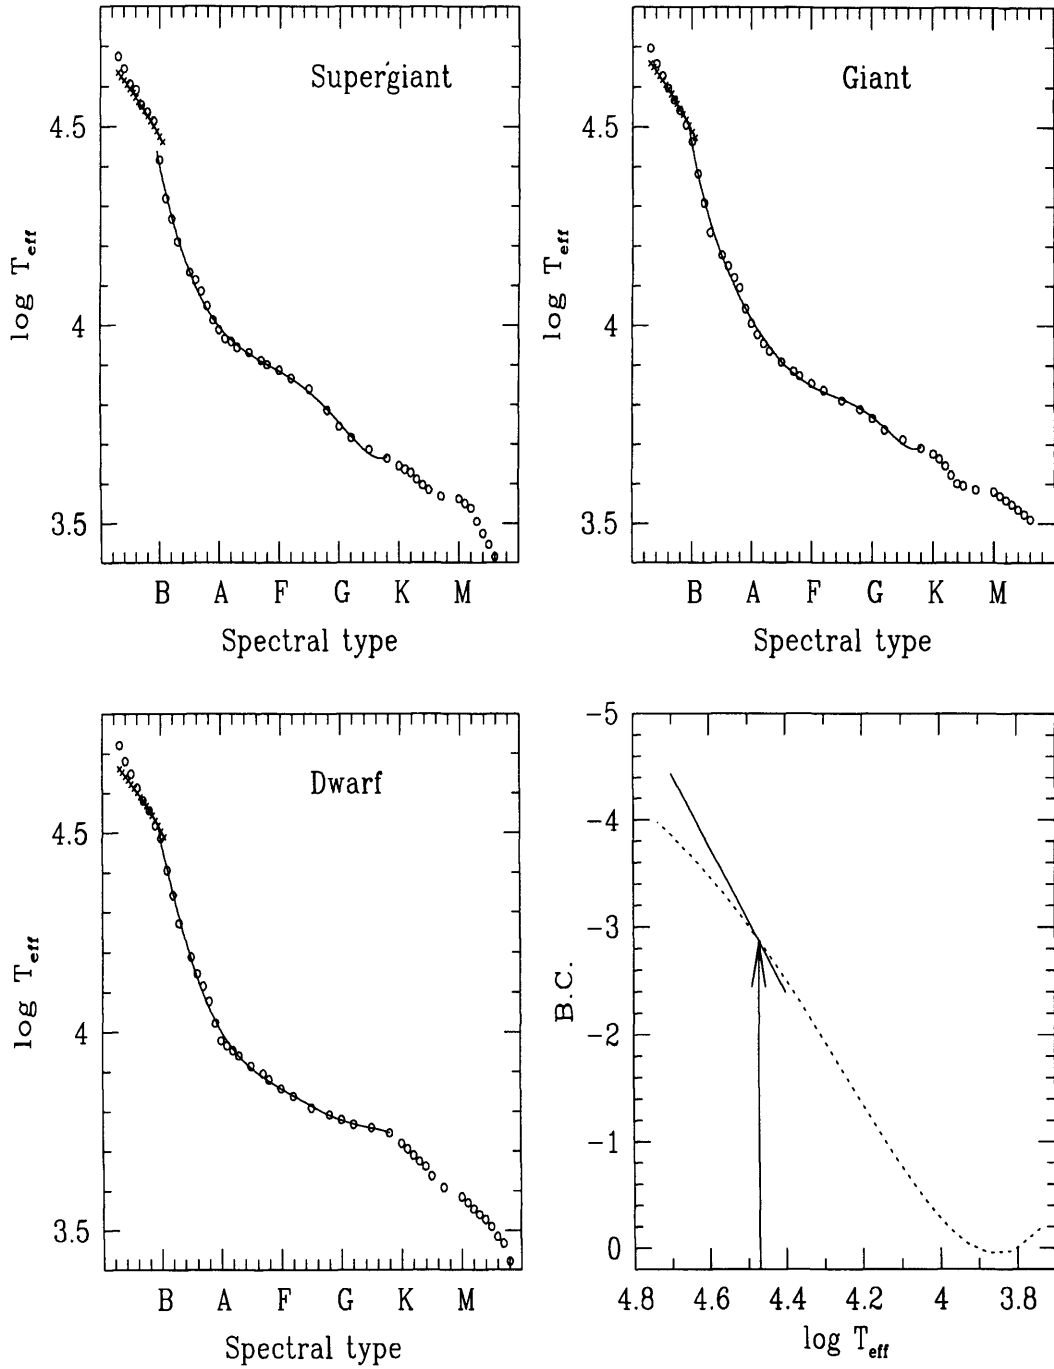 Supergiant
4.5
4
3.5
log T_eff
B A F G K M
Spectral type
Giant
4.5
4
3.5
log T_eff
B A F G K M
Spectral type
Dwarf
4.5
4
3.5
log T_eff
B A F G K M
Spectral type
-5
-4
-3
-2
-1
0
B.C.
4.8 4.6 4.4 4.2 4 3.8
log T_eff